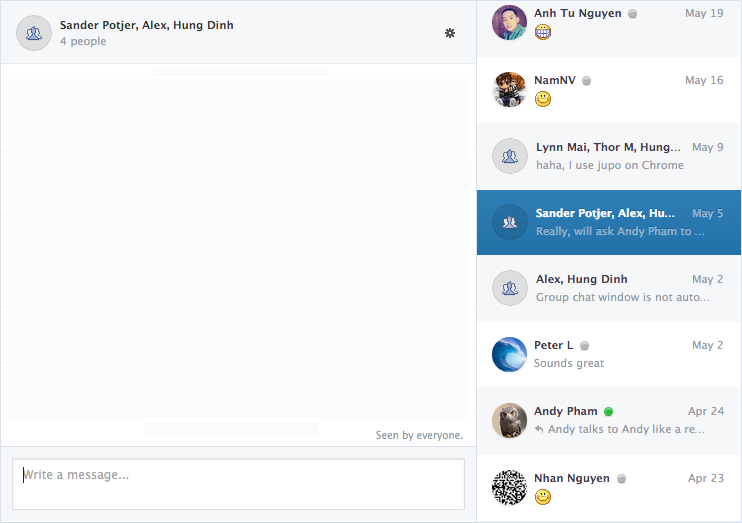 Sander Potjer, Alex, Hung Dinh
4 people
Seen by everyone.
Write a message...
Anh Tu Nguyen May 19
NamNV May 16
Lynn Mai, Thor M, Hung... May 9
haha, I use jupo on Chrome
Sander Potjer, Alex, Hu... May 5
Really, will ask Andy Pham to ...
Alex, Hung Dinh May 2
Group chat window is not auto...
Peter L May 2
Sounds great
Andy Pham Apr 24
Andy talks to Andy like a re...
Nhan Nguyen Apr 23